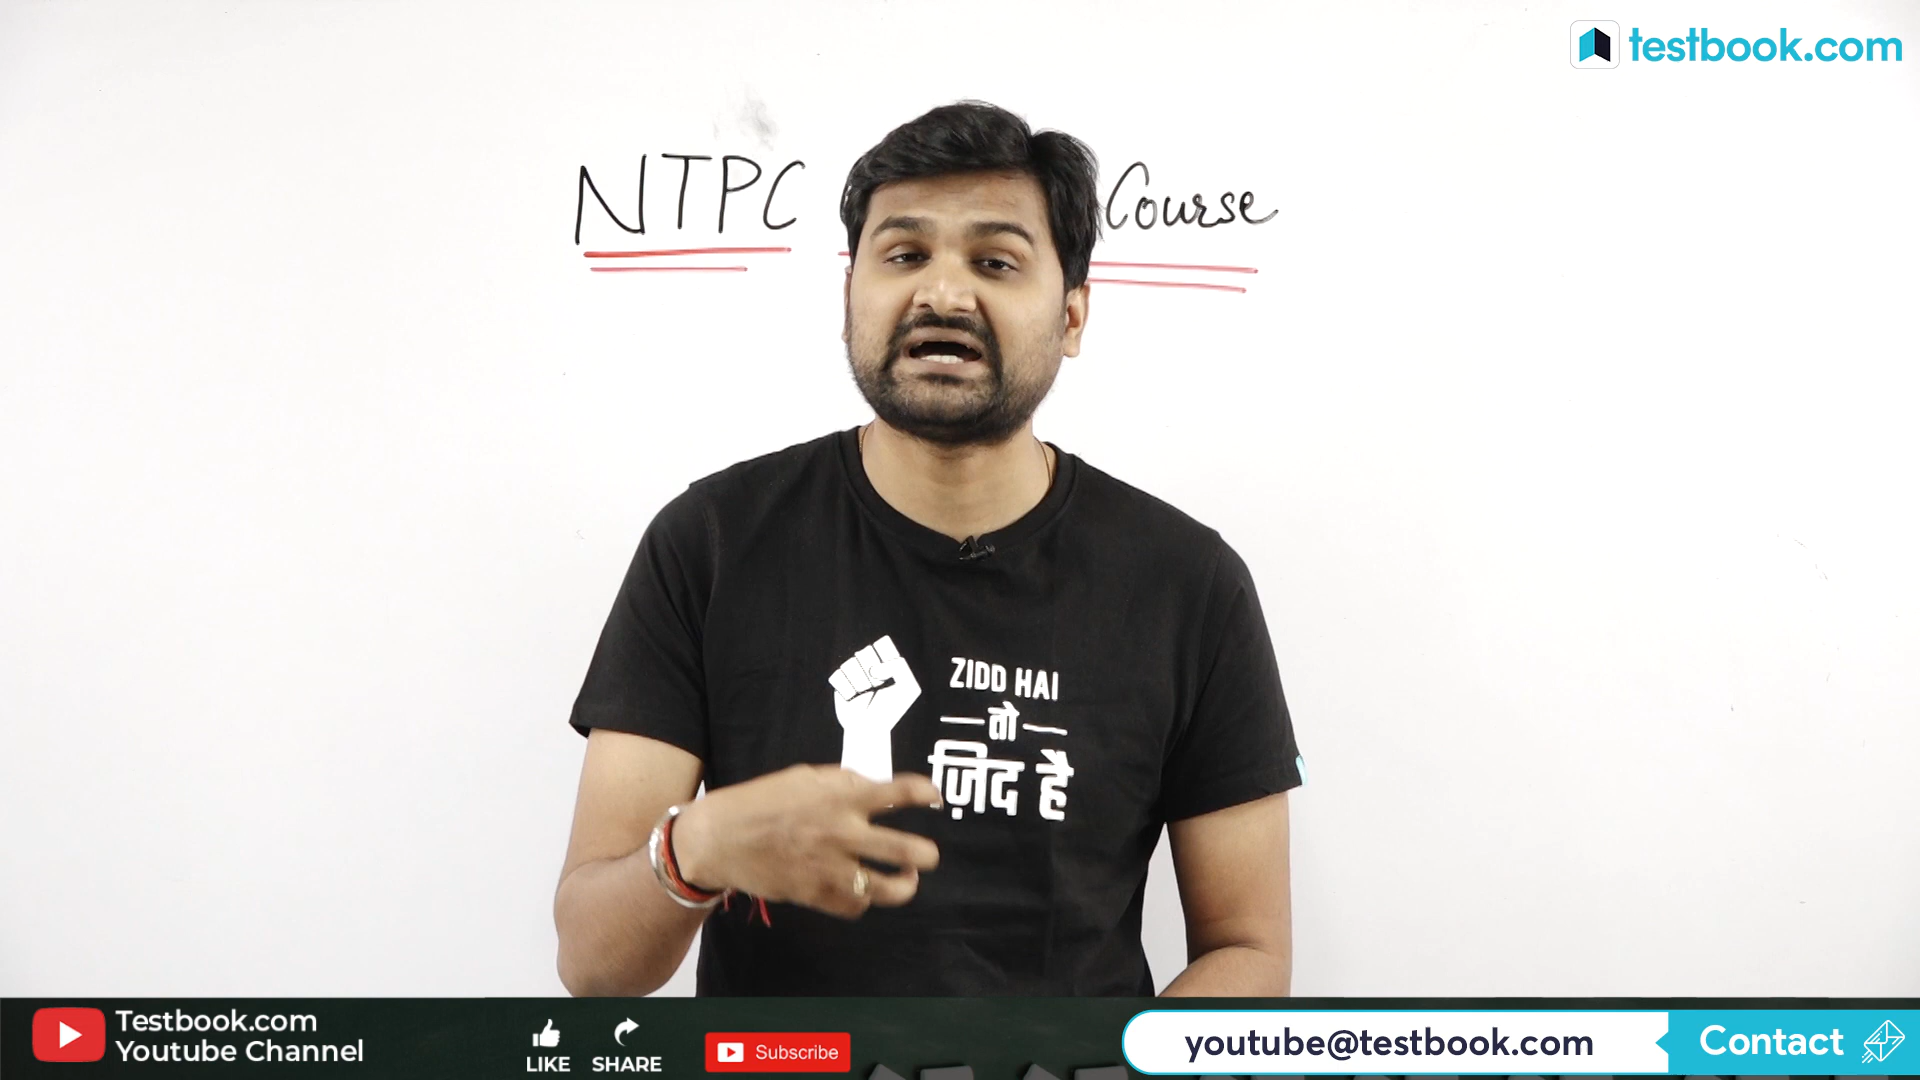 testbook.com
NTPC Course
ZIDD HAI
तो
ज़िद है
Testbook.com
Youtube Channel
LIKE SHARE
Subscribe
youtube@testbook.com
Contact